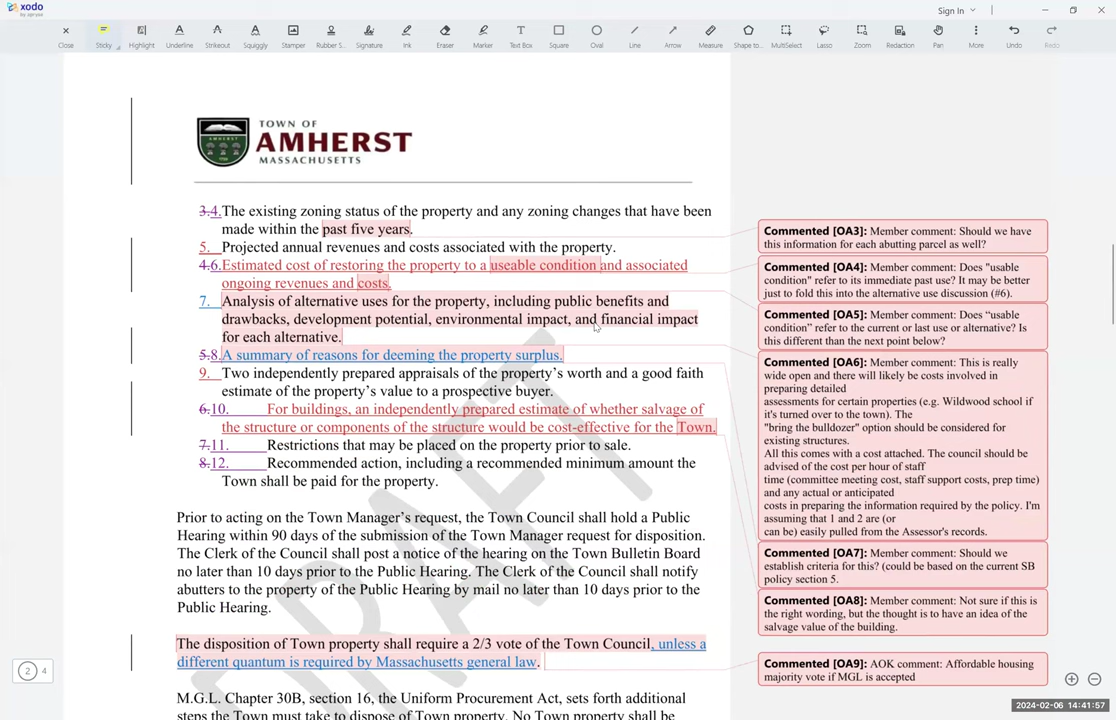 xodo
by apryse
Sign In
Close
Sticky
Highlight
Underline
Strikeout
Squiggly
Stamper
Rubber S...
Signature
Ink
Eraser
Marker
Text Box
Square
Oval
Line
Arrow
Measure
Shape to...
MultiSelect
Lasso
Zoom
Redaction
Pan
More
Undo
Redo
TOWN OF
AMHERST
MASSACHUSETTS
3.4. The existing zoning status of the property and any zoning changes that have been
made within the past five years.
5. Projected annual revenues and costs associated with the property.
4.6. Estimated cost of restoring the property to a useable condition and associated
ongoing revenues and costs.
7. Analysis of alternative uses for the property, including public benefits and
drawbacks, development potential, environmental impact, and financial impact
for each alternative.
5.8. A summary of reasons for deeming the property surplus.
9. Two independently prepared appraisals of the property's worth and a good faith
estimate of the property's value to a prospective buyer.
6.10. For buildings, an independently prepared estimate of whether salvage of
the structure or components of the structure would be cost-effective for the Town.
7.11. Restrictions that may be placed on the property prior to sale.
8.12. Recommended action, including a recommended minimum amount the
Town shall be paid for the property.
Prior to acting on the Town Manager's request, the Town Council shall hold a Public
Hearing within 90 days of the submission of the Town Manager request for disposition.
The Clerk of the Council shall post a notice of the hearing on the Town Bulletin Board
no later than 10 days prior to the Public Hearing. The Clerk of the Council shall notify
abutters to the property of the Public Hearing by mail no later than 10 days prior to the
Public Hearing.
The disposition of Town property shall require a 2/3 vote of the Town Council, unless a
different quantum is required by Massachusetts general law.
M.G.L. Chapter 30B, section 16, the Uniform Procurement Act, sets forth additional
steps the Town must take to dispose of Town property. No Town property shall be
Commented [OA3]: Member comment: Should we have
this information for each abutting parcel as well?
Commented [OA4]: Member comment: Does "usable
condition" refer to its immediate past use? It may be better
just to fold this into the alternative use discussion (#6).
Commented [OA5]: Member comment: Does "usable
condition" refer to the current or last use or alternative? Is
this different than the next point below?
Commented [OA6]: Member comment: This is really
wide open and there will likely be costs involved in
preparing detailed
assessments for certain properties (e.g. Wildwood school if
it's turned over to the town). The
"bring the bulldozer" option should be considered for
existing structures.
All this comes with a cost attached. The council should be
advised of the cost per hour of staff
time (committee meeting cost, staff support costs, prep time)
and any actual or anticipated
costs in preparing the information required by the policy. I'm
assuming that 1 and 2 are (or
can be) easily pulled from the Assessor's records.
Commented [OA7]: Member comment: Should we
establish criteria for this? (could be based on the current SB
policy section 5.
Commented [OA8]: Member comment: Not sure if this is
the right wording, but the thought is to have an idea of the
salvage value of the building.
Commented [OA9]: AOK comment: Affordable housing
majority vote if MGL is accepted
2 4
2024-02-06 14:41:57